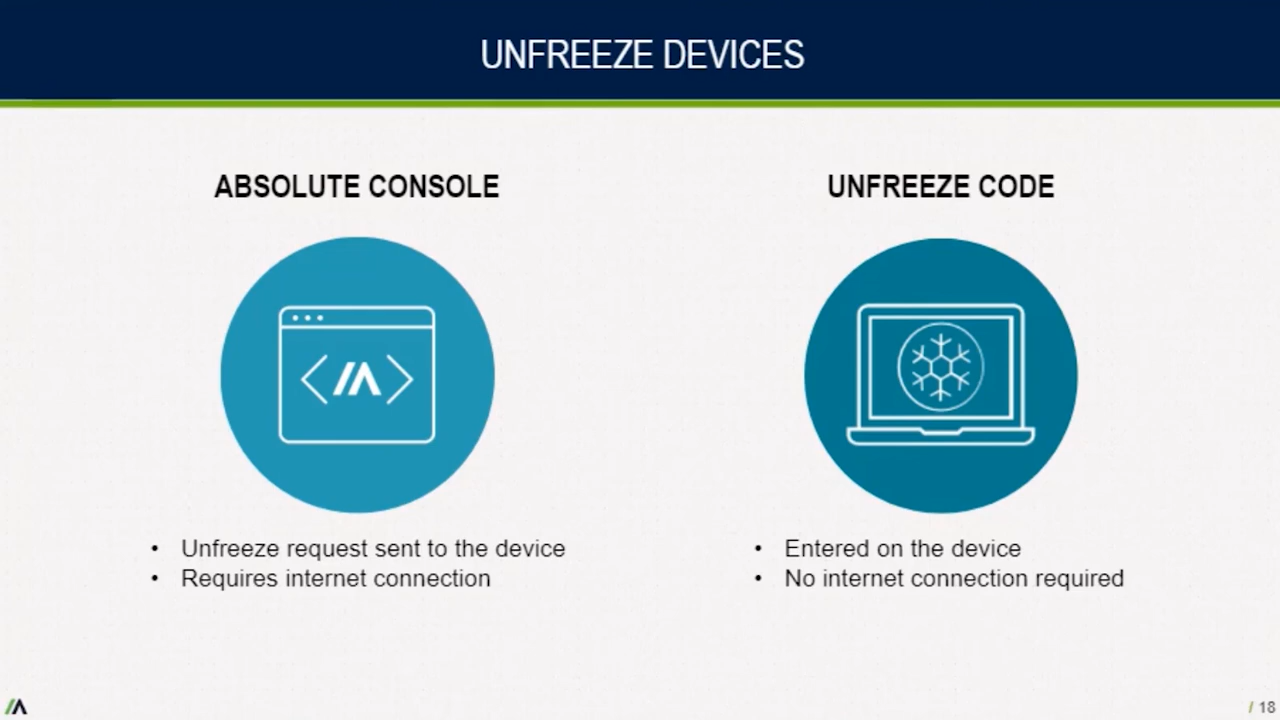 UNFREEZE DEVICES
ABSOLUTE CONSOLE
• Unfreeze request sent to the device
• Requires internet connection
UNFREEZE CODE
• Entered on the device
• No internet connection required
/ 18